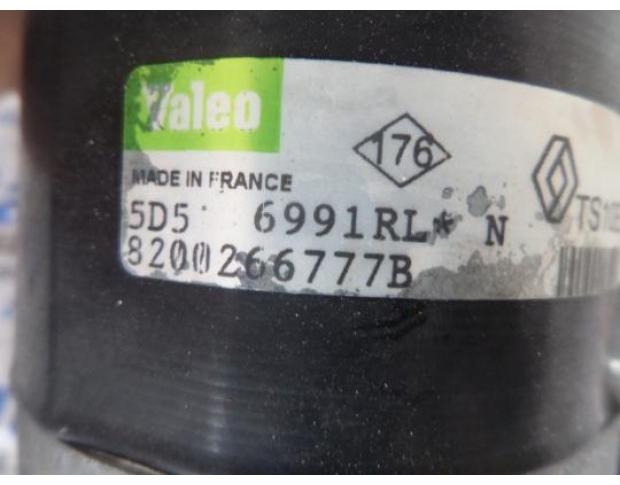 Valeo
176
MADE IN FRANCE
5D5 6991RL* N
8200266777B